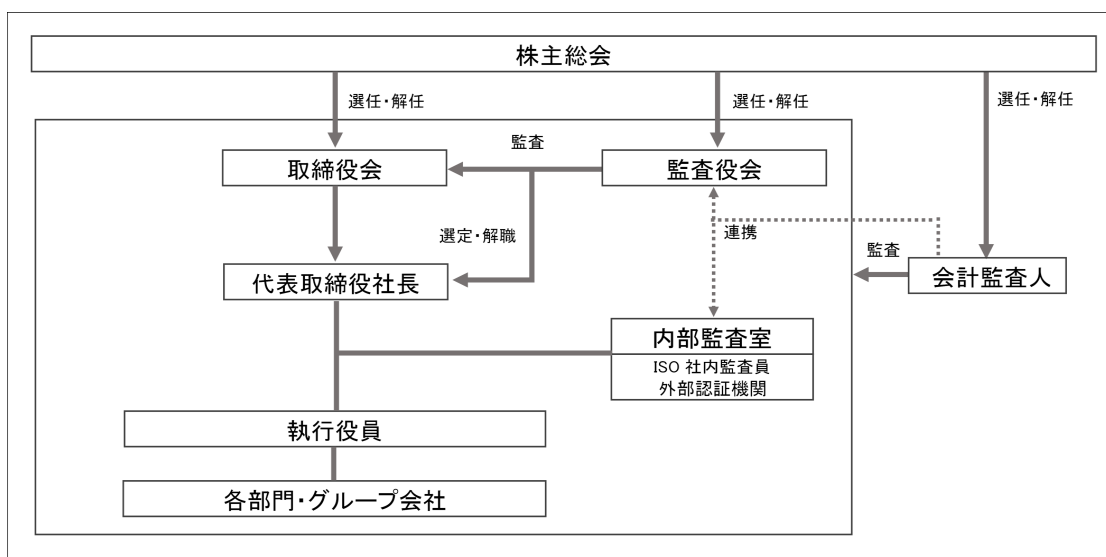 株主総会
選任・解任
選任・解任
選任・解任
取締役会
監査
監査役会
選定・解職
連携
監査
代表取締役社長
会計監査人
内部監査室
ISO 社内監査員
外部認証機関
執行役員
各部門・グループ会社